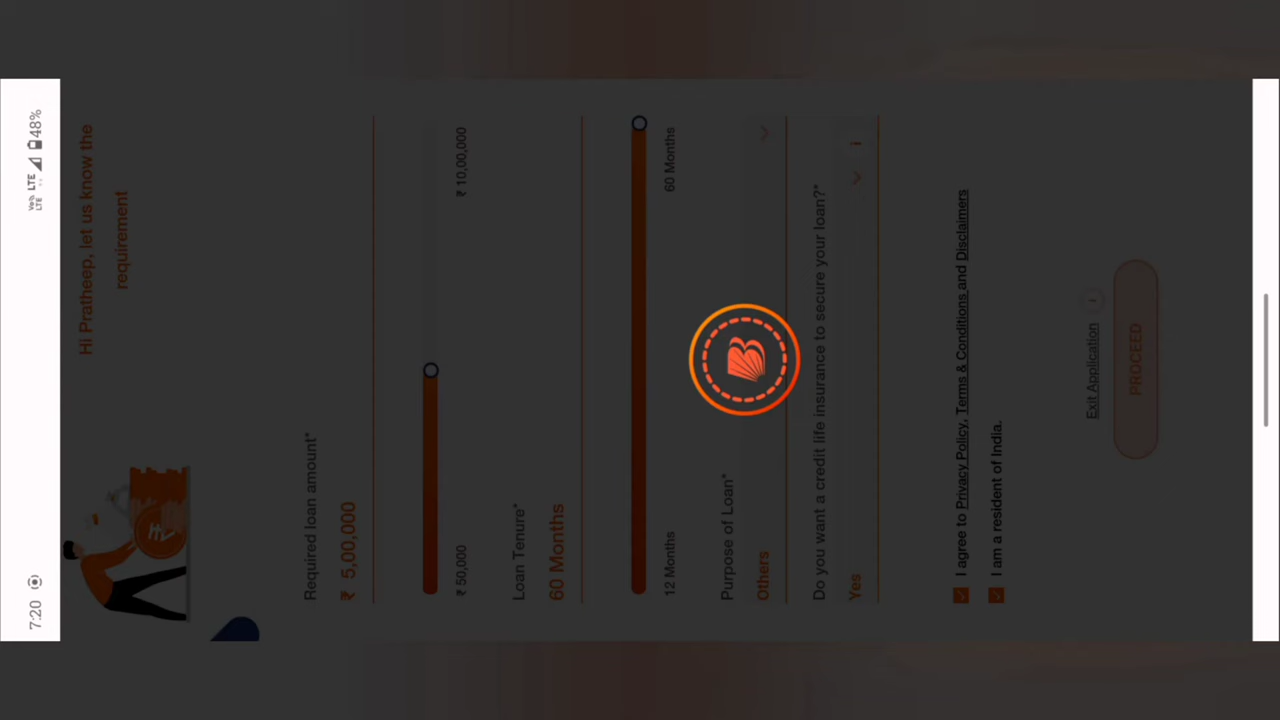 7:20
LTE
48%
Hi Pratheep, let us know the
requirement
Required loan amount*
₹ 5,00,000
₹ 50,000
₹ 10,00,000
Loan Tenure*
60 Months
12 Months
60 Months
Purpose of Loan*
Others
Do you want a credit life insurance to secure your loan?*
Yes
i
I agree to Privacy Policy, Terms & Conditions and Disclaimers
I am a resident of India.
Exit Application i
PROCEED